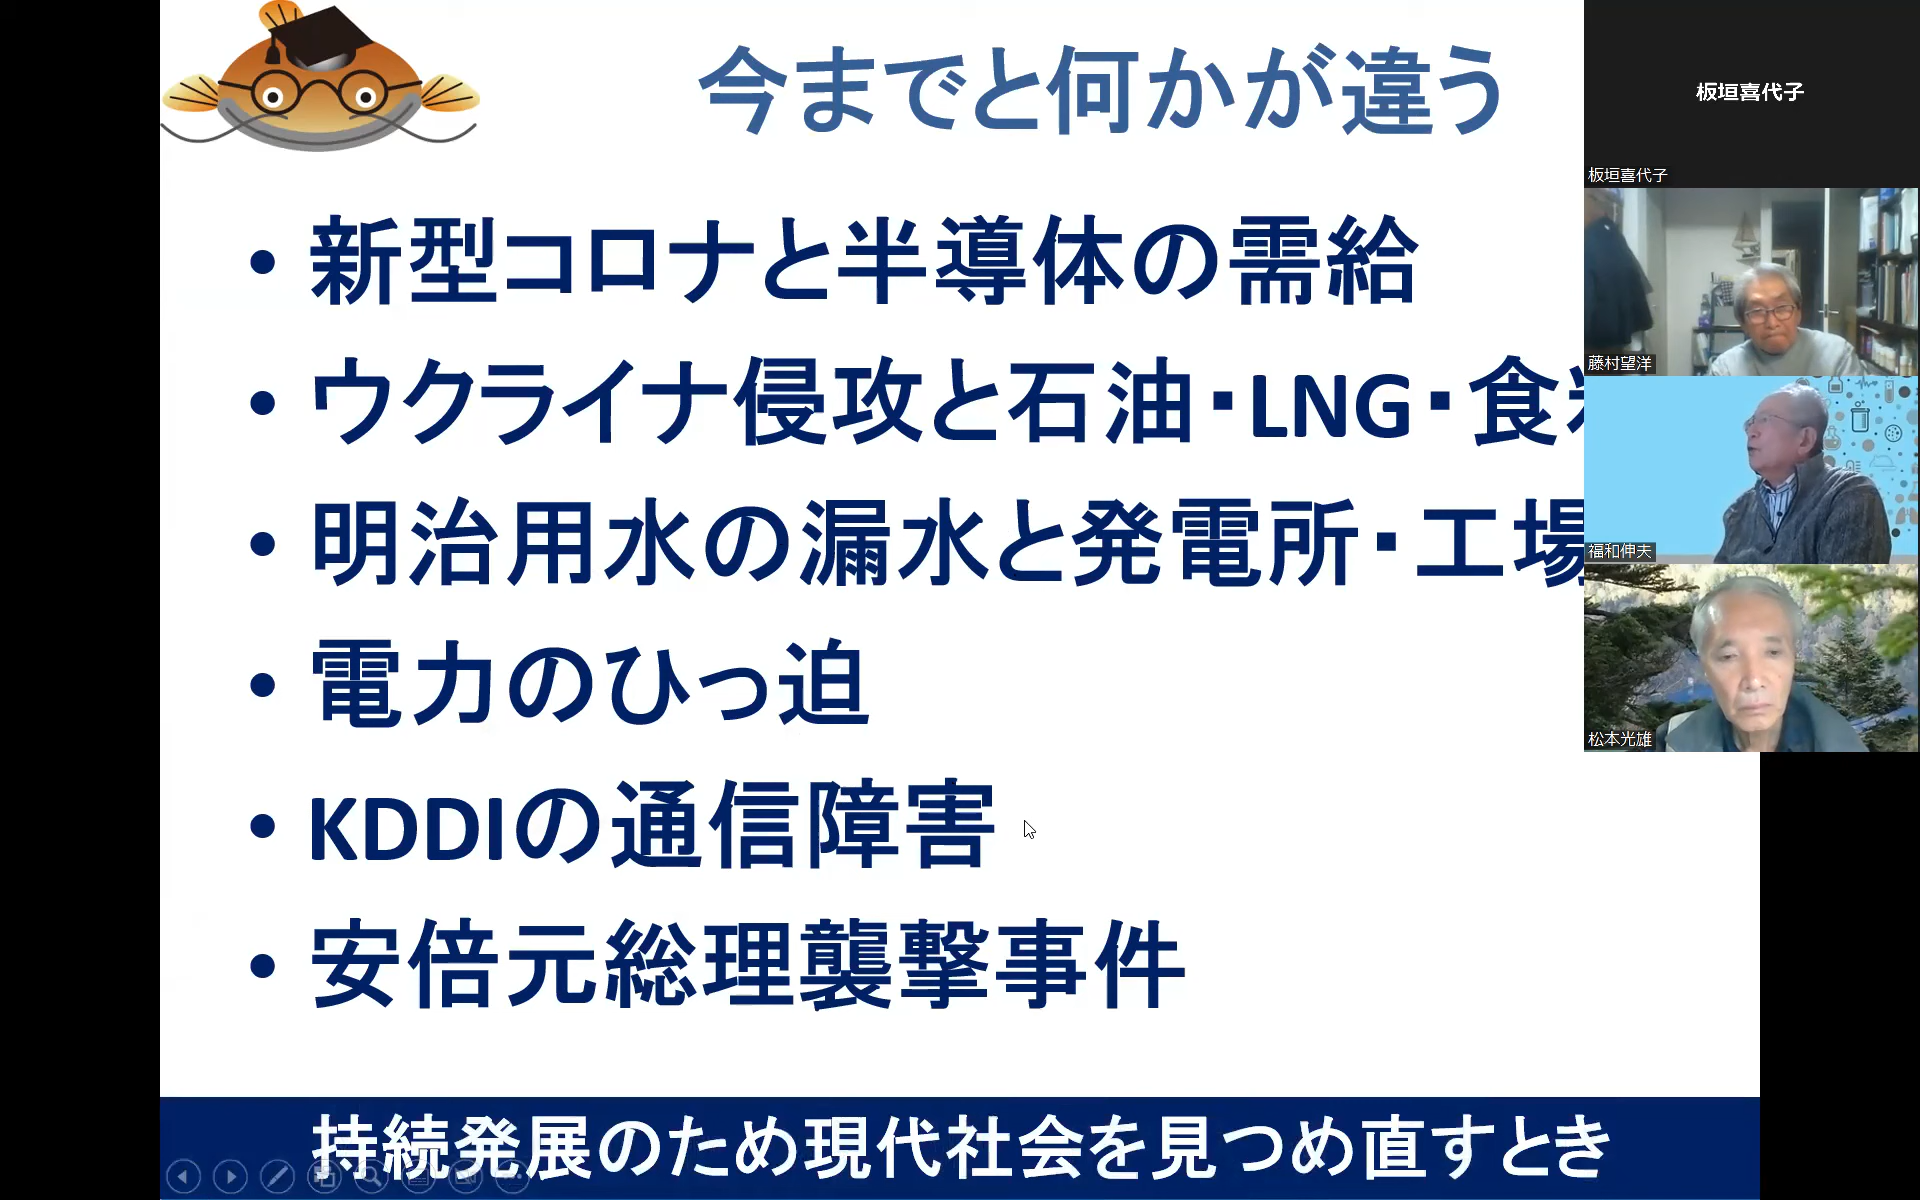 今までと何かが違う
• 新型コロナと半導体の需給
• ウクライナ侵攻と石油・LNG・食
• 明治用水の漏水と発電所・工場
• 電力のひっ迫
• KDDIの通信障害
• 安倍元総理襲撃事件
持続発展のため現代社会を見つめ直すとき
板垣喜代子
板垣喜代子
藤村望洋
福和伸夫
松本光雄